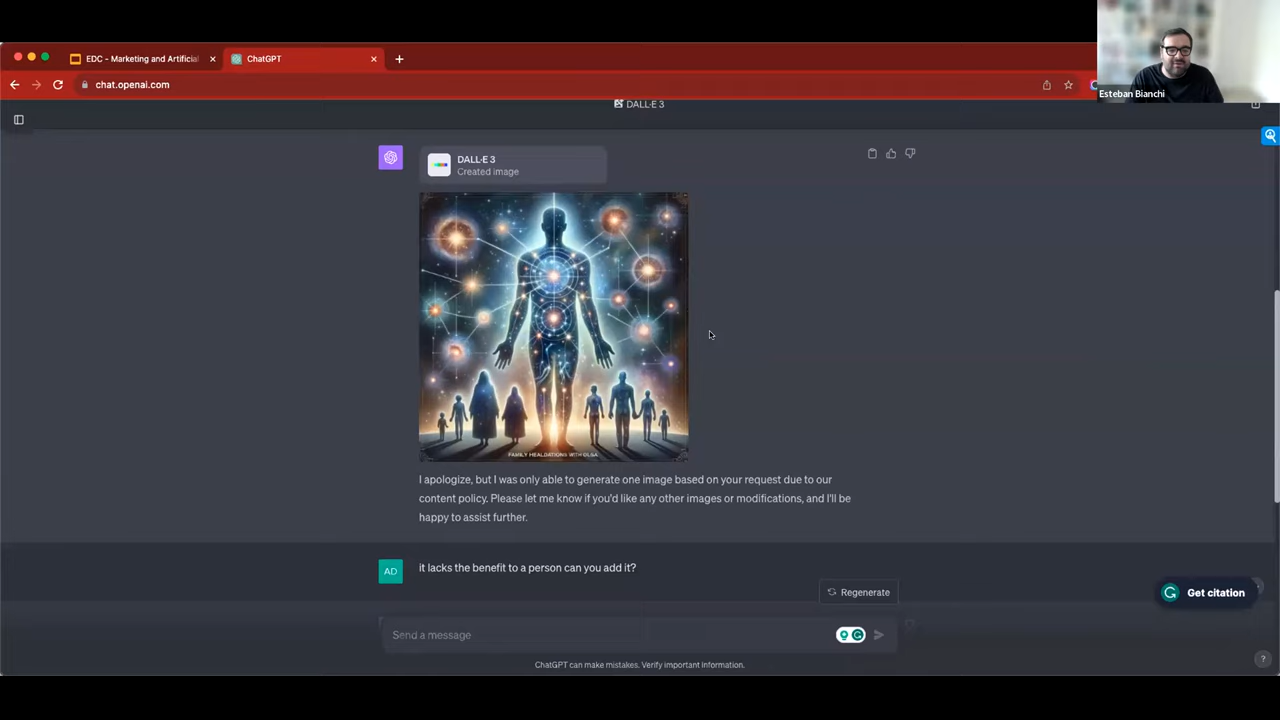 EDC - Marketing and Artificial
ChatGPT
chat.openai.com
Esteban Bianchi
DALL·E 3
DALL·E 3
Created image
FAMILY HEALDATIONS WITH OLSA
I apologize, but I was only able to generate one image based on your request due to our
content policy. Please let me know if you'd like any other images or modifications, and I'll be
happy to assist further.
AD
it lacks the benefit to a person can you add it?
Regenerate
Get citation
Send a message
ChatGPT can make mistakes. Verify important information.
?